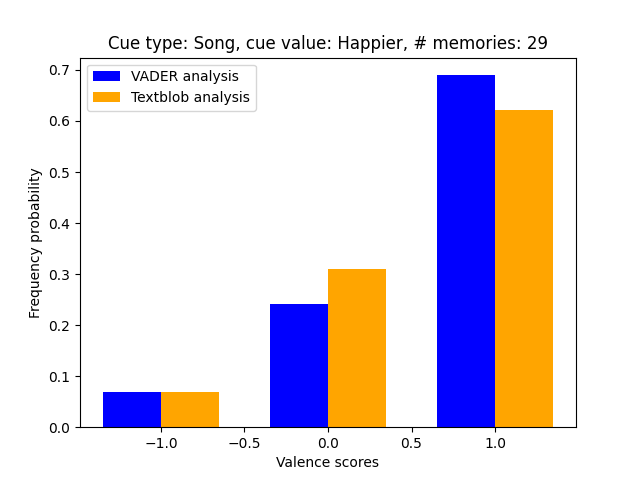 Cue type: Song, cue value: Happier, # memories: 29
VADER analysis
Textblob analysis
0.7
0.6
0.5
0.4
0.3
0.2
0.1
0.0
Frequency probability
−1.0 −0.5 0.0 0.5 1.0
Valence scores